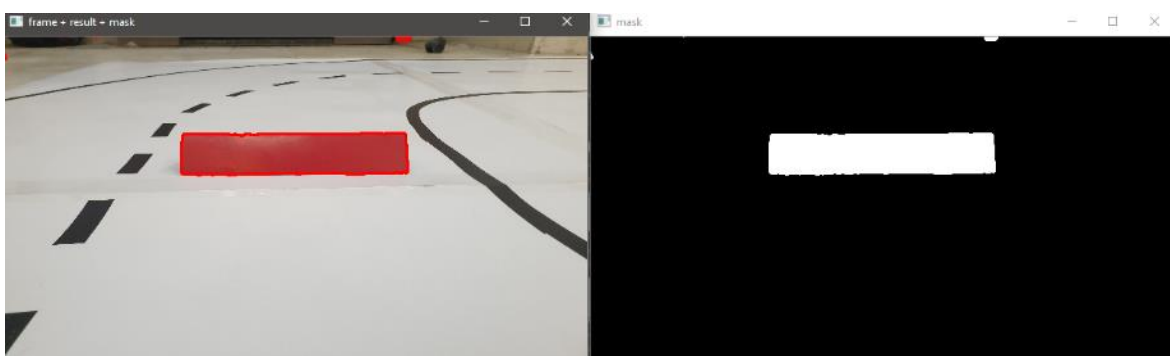 frame + result + mask
mask